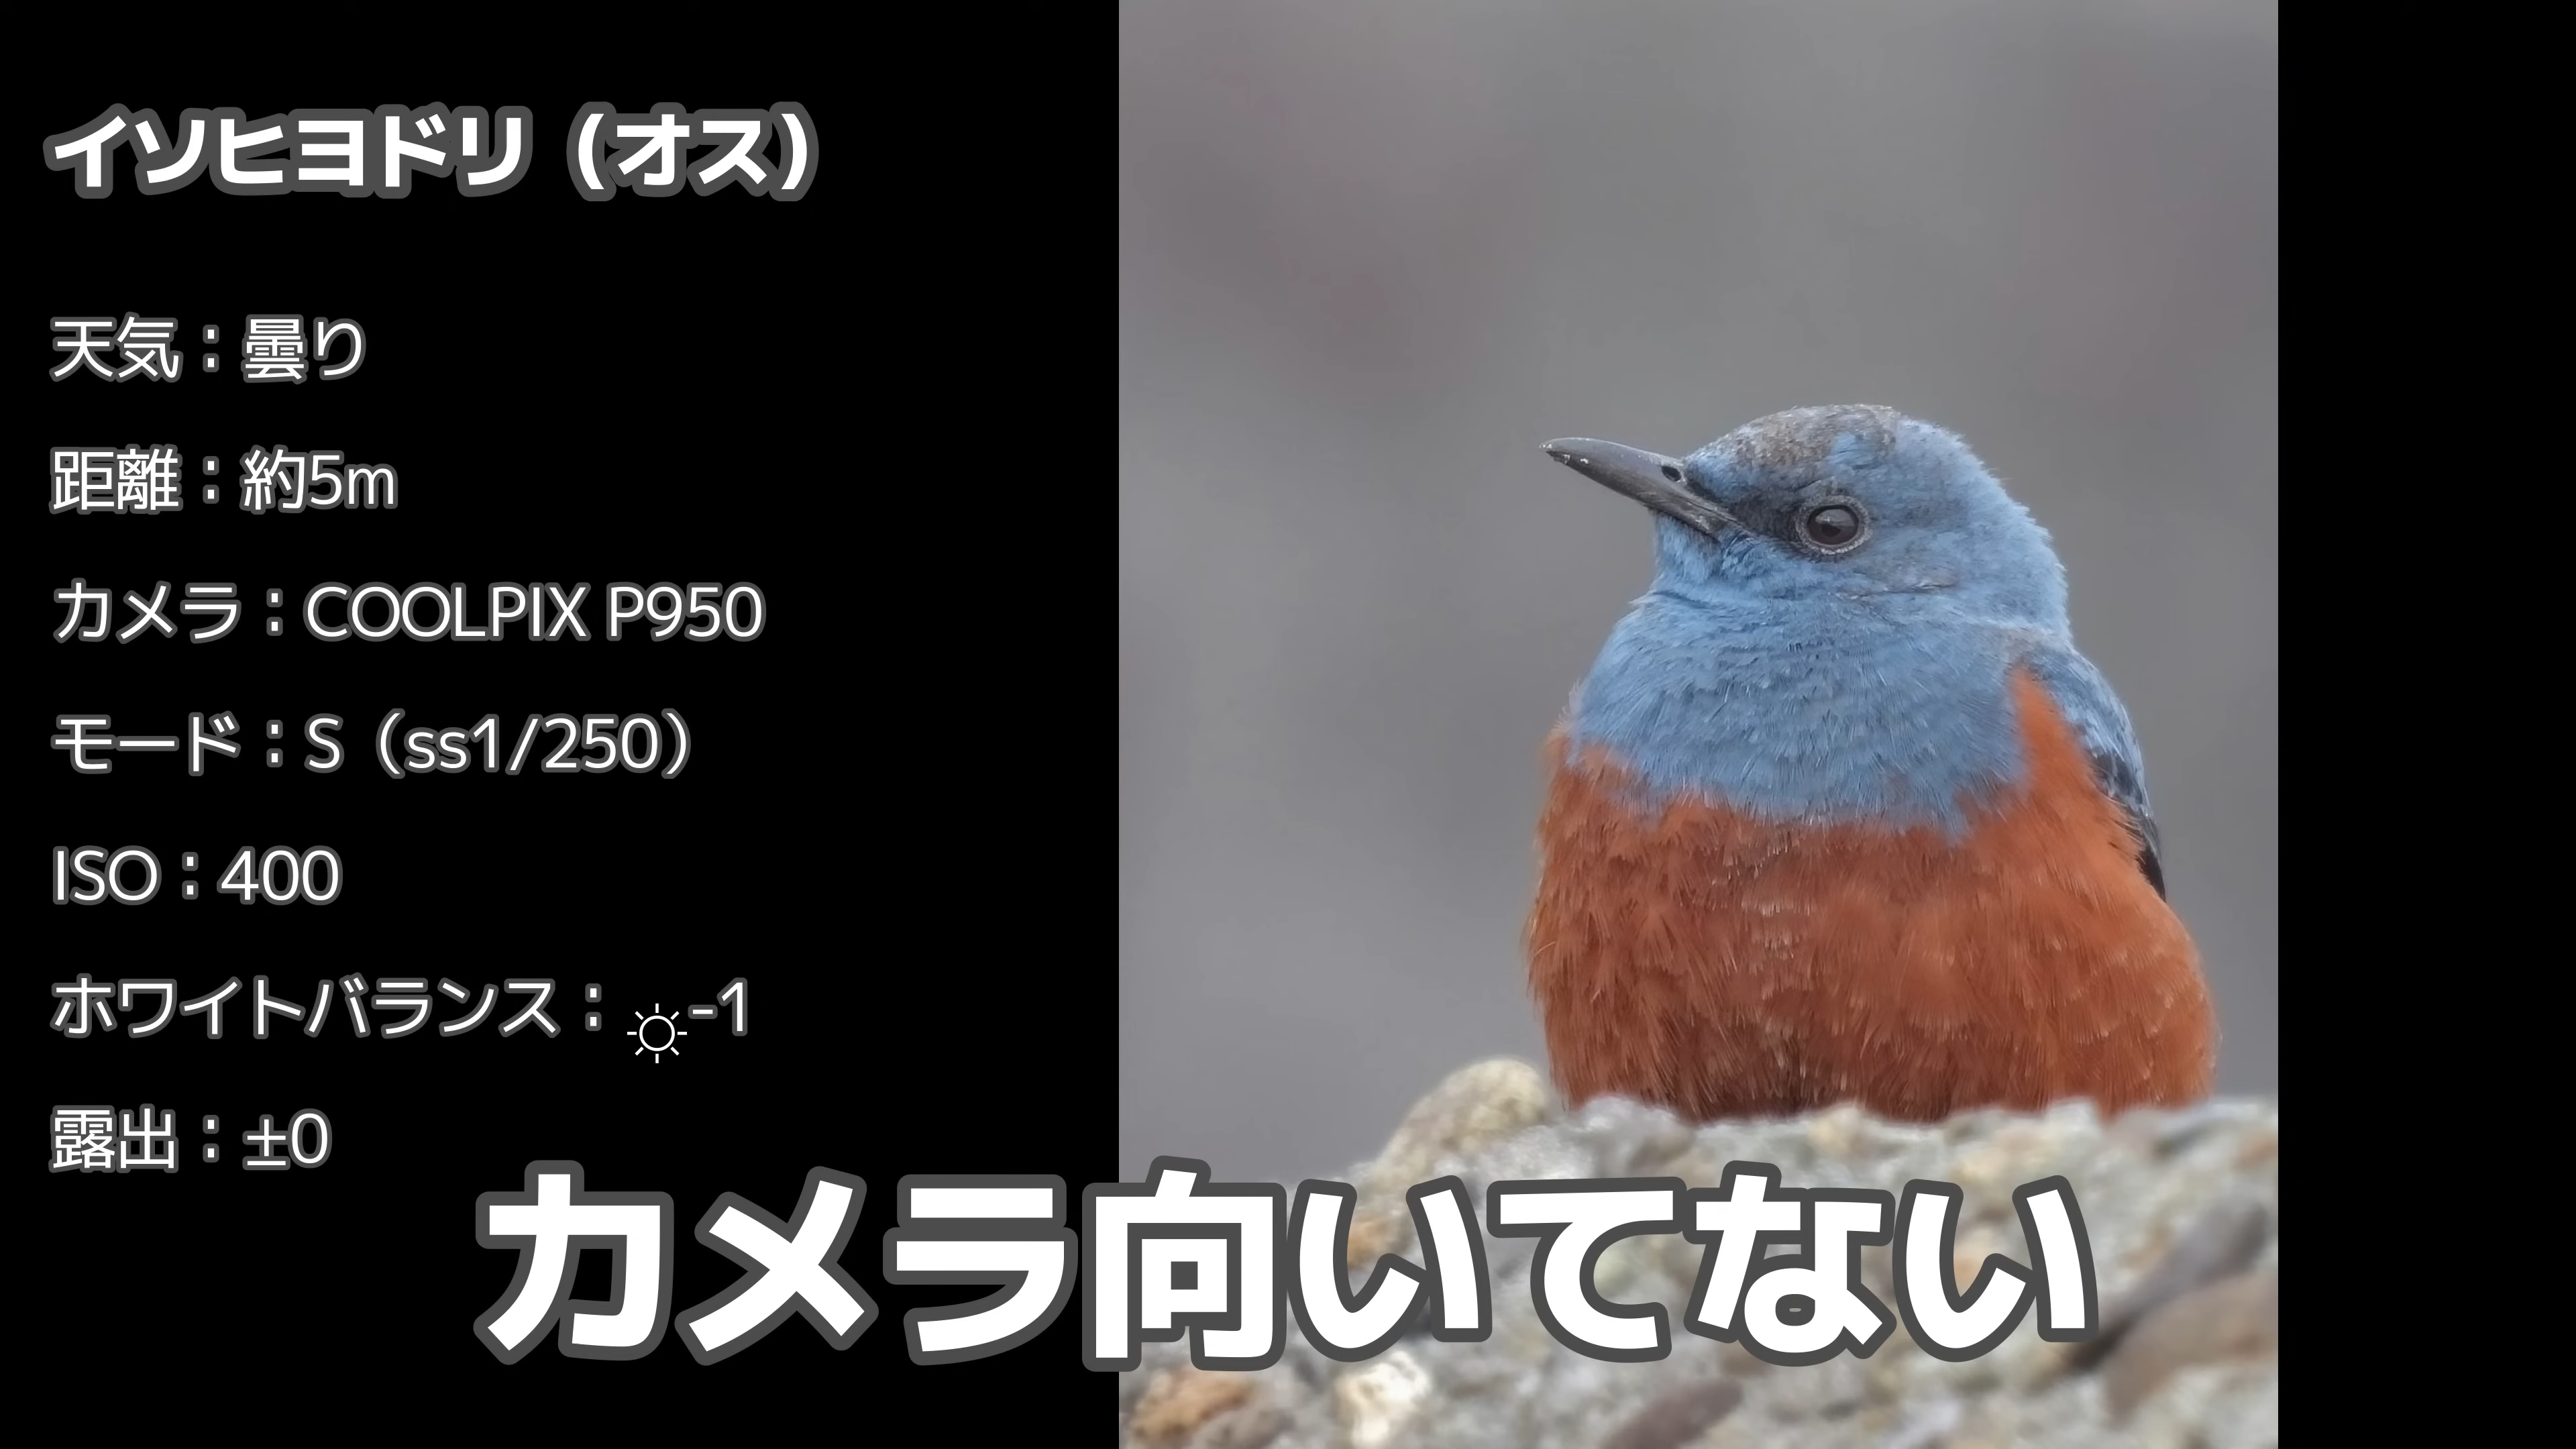 イソヒヨドリ（オス）
天気：曇り
距離：約5m
カメラ：COOLPIX P950
モード：S（ss1/250）
ISO：400
ホワイトバランス：☼-1
露出：±0
カメラ向いてない